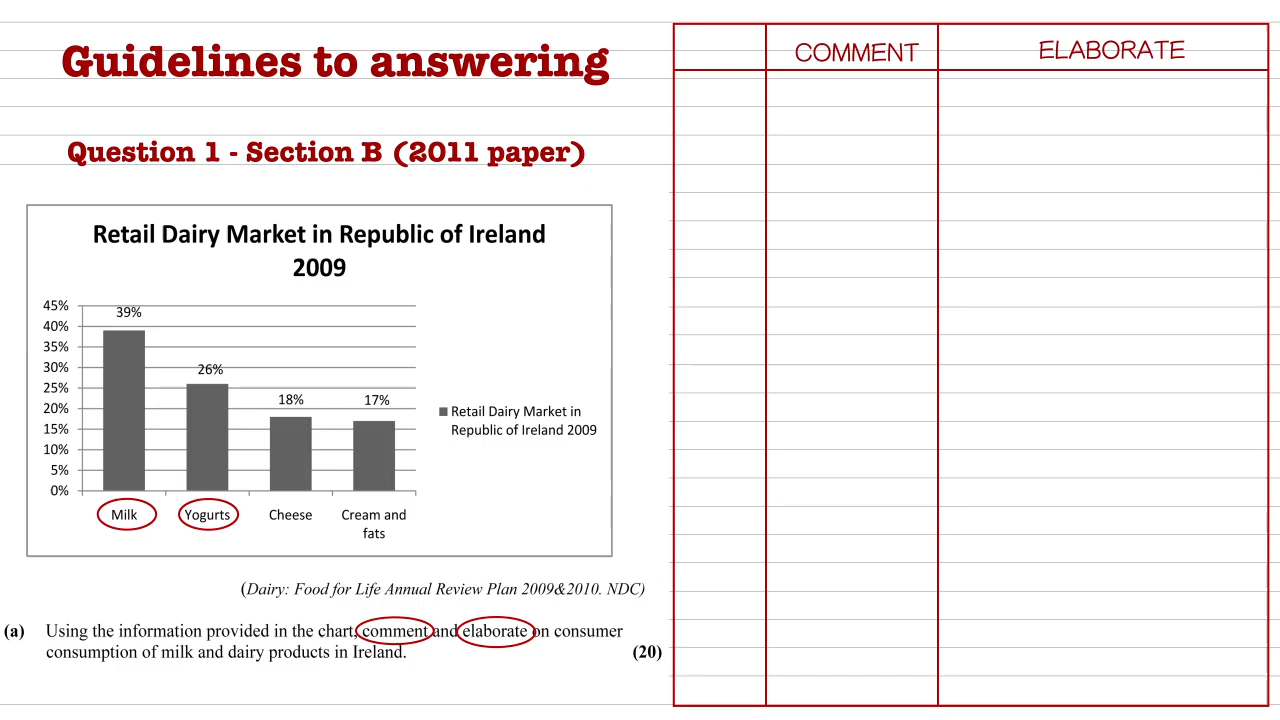 Guidelines to answering
Question 1 - Section B (2011 paper)
Retail Dairy Market in Republic of Ireland
2009
45%
40%
35%
30%
25%
20%
15%
10%
5%
0%
39%
26%
18%
17%
Milk
Yogurts
Cheese
Cream and
fats
Retail Dairy Market in
Republic of Ireland 2009
(Dairy: Food for Life Annual Review Plan 2009&2010. NDC)
(a) Using the information provided in the chart, comment and elaborate on consumer
consumption of milk and dairy products in Ireland. (20)
COMMENT
ELABORATE